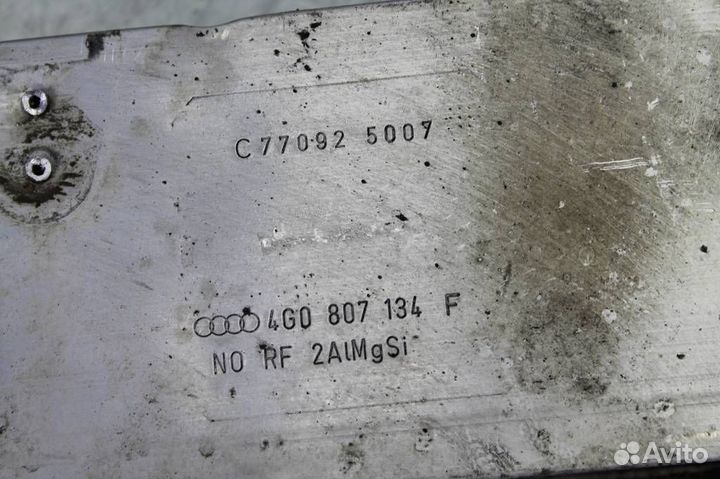 C77092 5007
4G0 807 134 F
NO RF 2AlMgSi
Avito